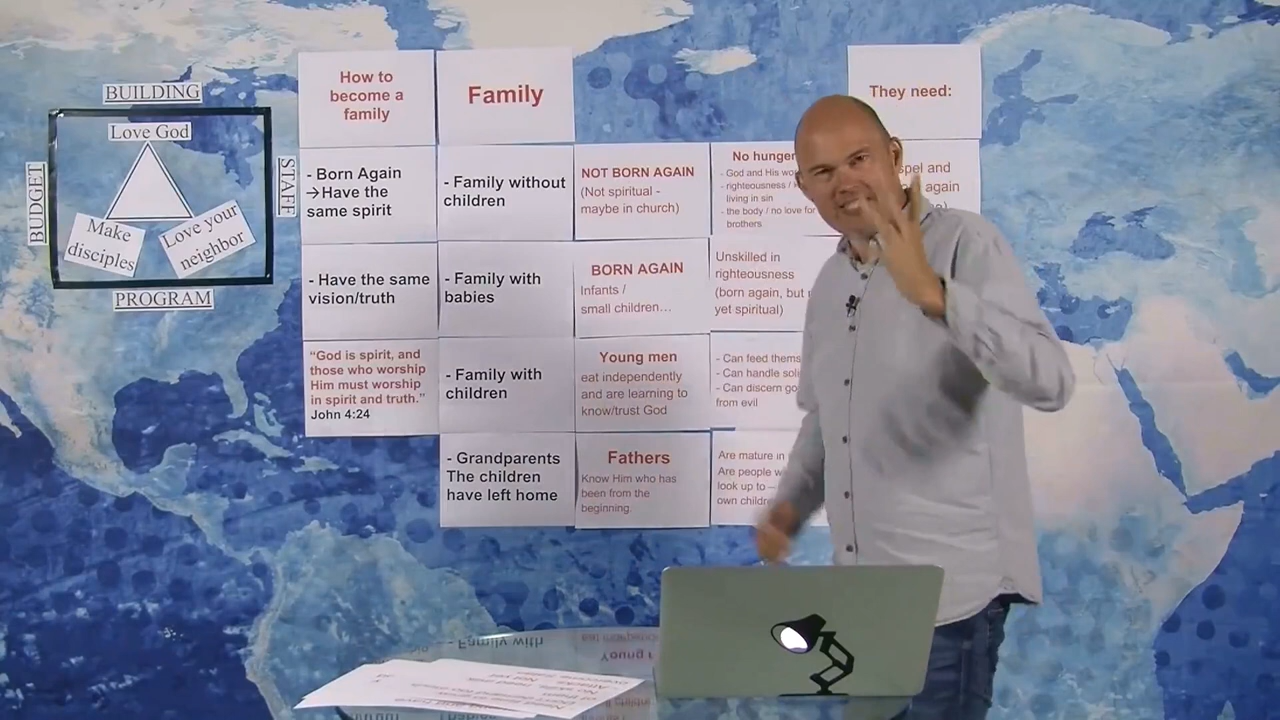 BUILDING
Love God
BUDGET
STAFF
Make
disciples
Love your
neighbor
PROGRAM
How to
become a
family
Family
They need:
- Born Again
→Have the
same spirit
- Family without
children
NOT BORN AGAIN
(Not spiritual -
maybe in church)
No hunger
- God and His
- righteousness /
living in sin
- the body / no love for
brothers
and
again
- Have the same
vision/truth
- Family with
babies
BORN AGAIN
Infants /
small children...
Unskilled in
righteousness
(born again, but
yet spiritual)
"God is spirit, and
those who worship
Him must worship
in spirit and truth."
John 4:24
- Family with
children
Young men
eat independently
and are learning to
know/trust God
- Can feed
- Can handle
- Can discern
from evil
- Grandparents
The children
have left home
Fathers
Know Him who has
been from the
beginning.
Are mature in
Are people
look up to –
own